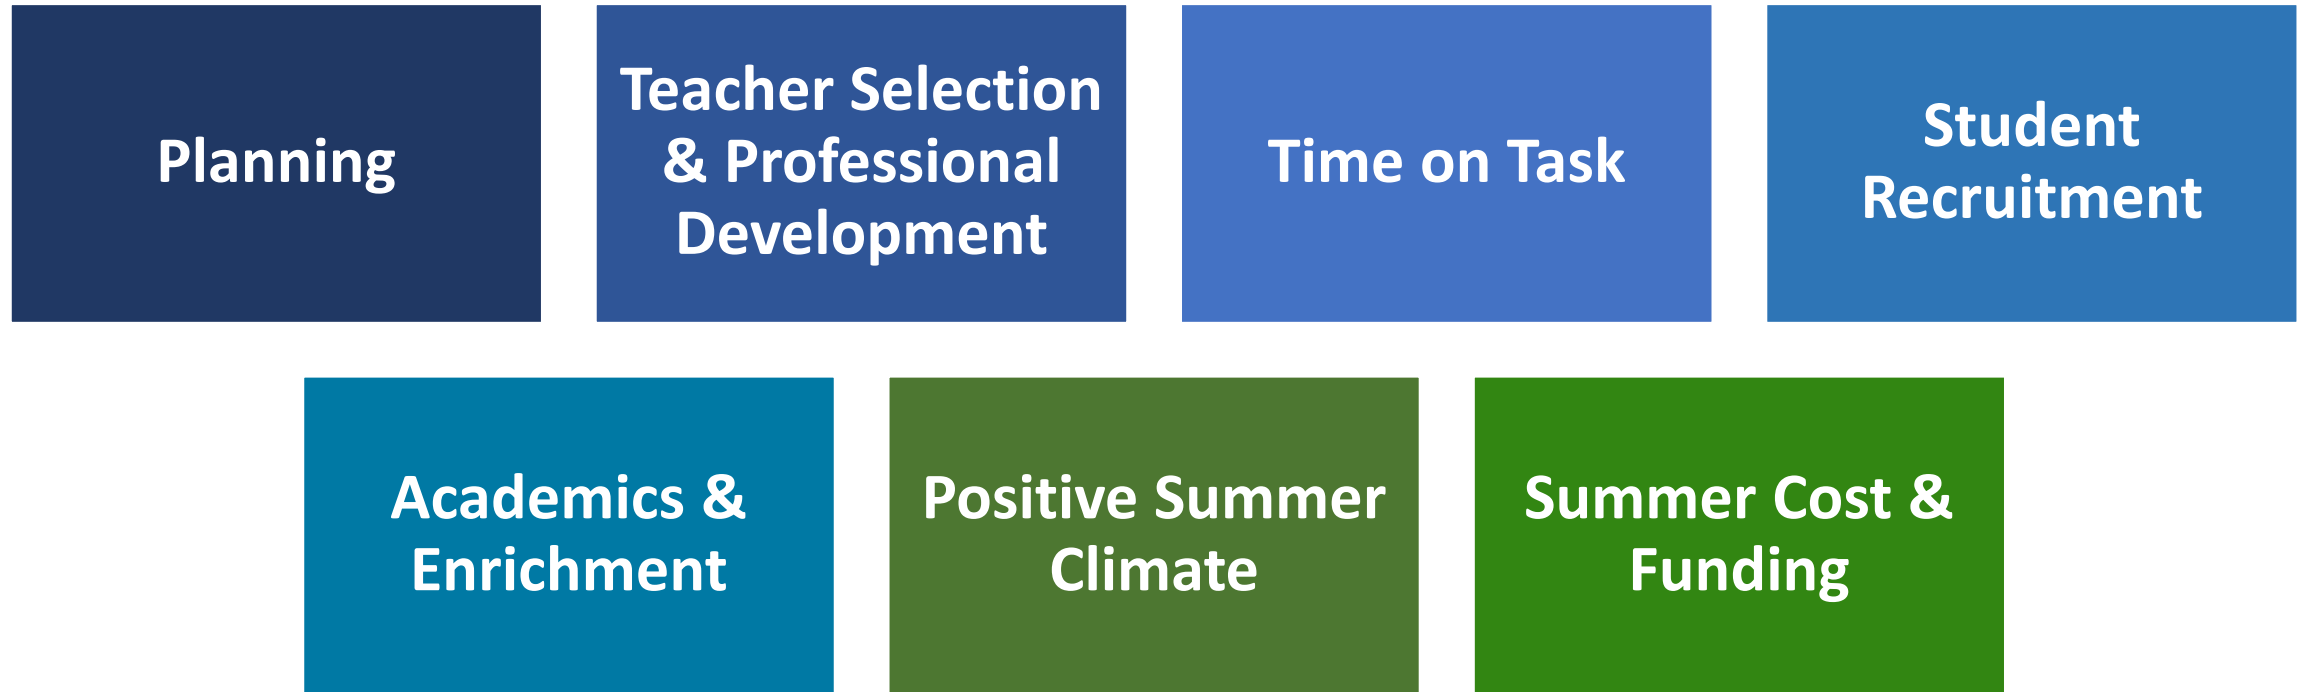 Planning
Teacher Selection
& Professional
Development
Time on Task
Student
Recruitment
Academics &
Enrichment
Positive Summer
Climate
Summer Cost &
Funding